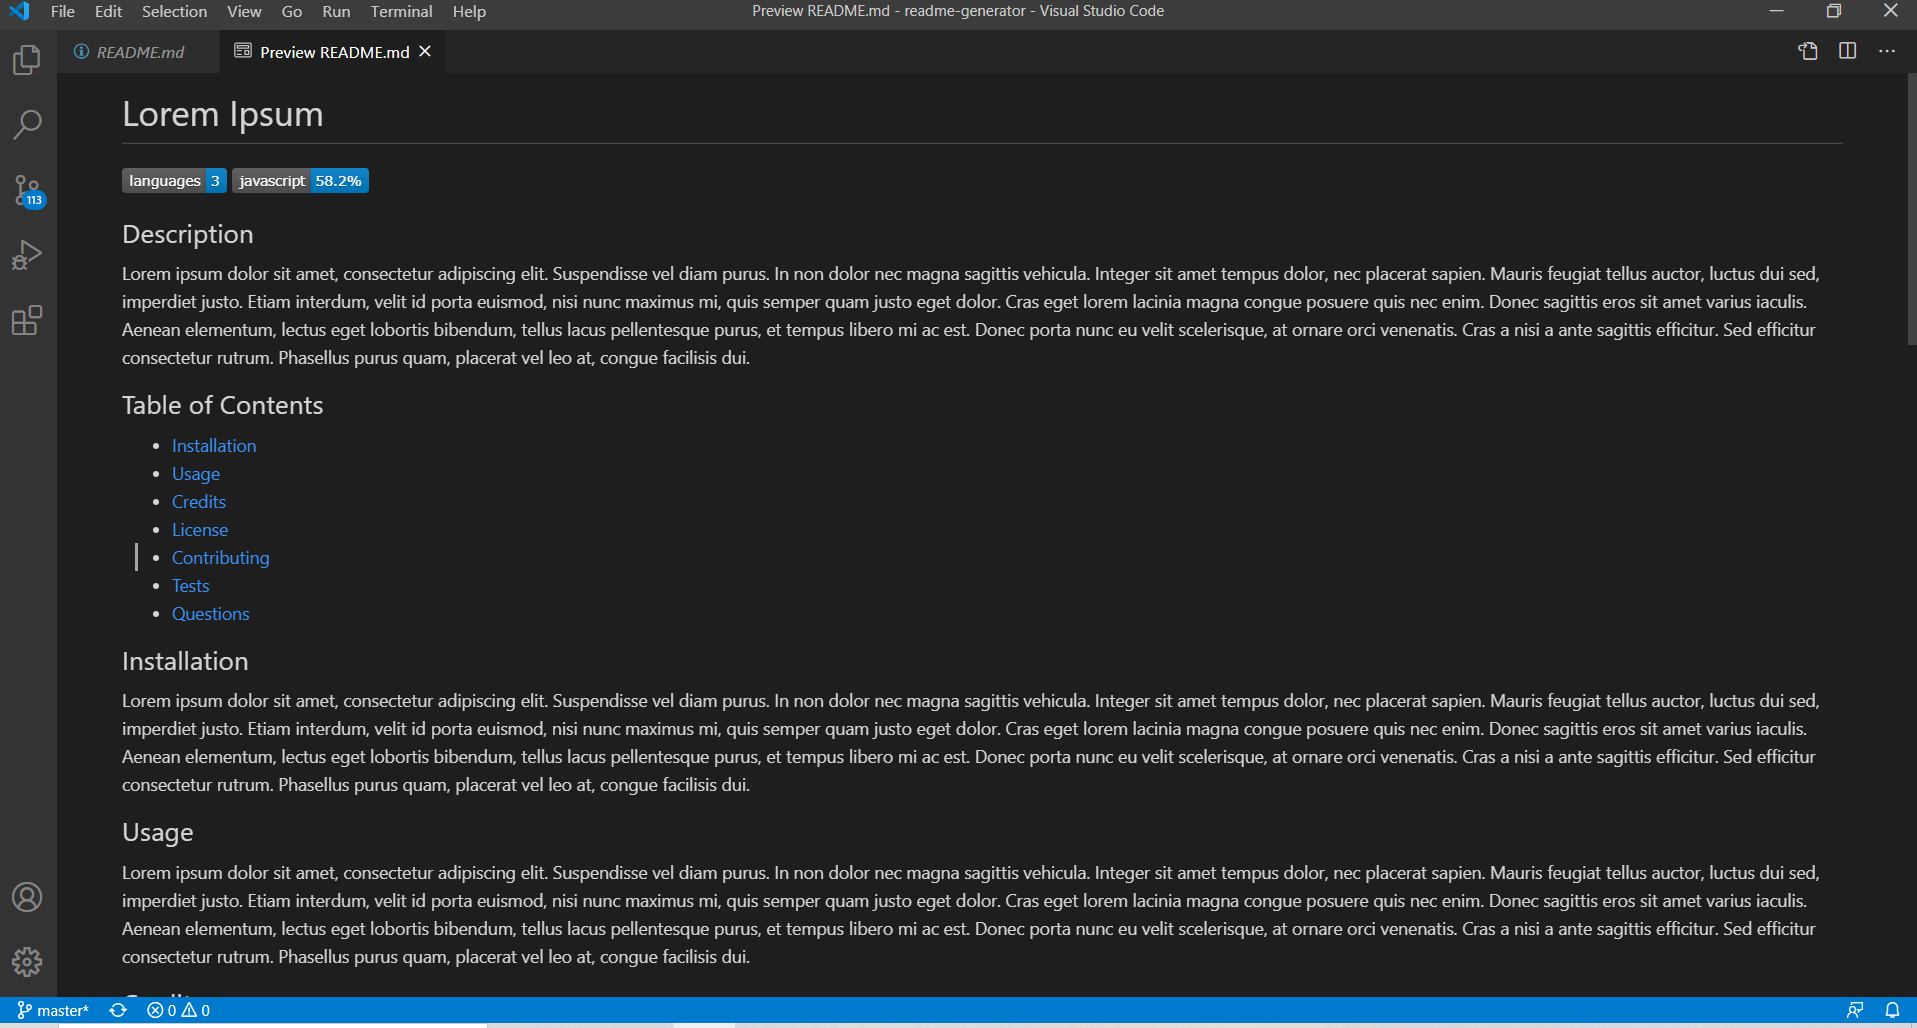 File Edit Selection View Go Run Terminal Help
Preview README.md - readme-generator - Visual Studio Code
README.md
Preview README.md
Lorem Ipsum
languages 3 javascript 58.2%
113
Description
Lorem ipsum dolor sit amet, consectetur adipiscing elit. Suspendisse vel diam purus. In non dolor nec magna sagittis vehicula. Integer sit amet tempus dolor, nec placerat sapien. Mauris feugiat tellus auctor, luctus dui sed,
imperdiet justo. Etiam interdum, velit id porta euismod, nisi nunc maximus mi, quis semper quam justo eget dolor. Cras eget lorem lacinia magna congue posuere quis nec enim. Donec sagittis eros sit amet varius iaculis.
Aenean elementum, lectus eget lobortis bibendum, tellus lacus pellentesque purus, et tempus libero mi ac est. Donec porta nunc eu velit scelerisque, at ornare orci venenatis. Cras a nisi a ante sagittis efficitur. Sed efficitur
consectetur rutrum. Phasellus purus quam, placerat vel leo at, congue facilisis dui.
Table of Contents
Installation
Usage
Credits
License
Contributing
Tests
Questions
Installation
Lorem ipsum dolor sit amet, consectetur adipiscing elit. Suspendisse vel diam purus. In non dolor nec magna sagittis vehicula. Integer sit amet tempus dolor, nec placerat sapien. Mauris feugiat tellus auctor, luctus dui sed,
imperdiet justo. Etiam interdum, velit id porta euismod, nisi nunc maximus mi, quis semper quam justo eget dolor. Cras eget lorem lacinia magna congue posuere quis nec enim. Donec sagittis eros sit amet varius iaculis.
Aenean elementum, lectus eget lobortis bibendum, tellus lacus pellentesque purus, et tempus libero mi ac est. Donec porta nunc eu velit scelerisque, at ornare orci venenatis. Cras a nisi a ante sagittis efficitur. Sed efficitur
consectetur rutrum. Phasellus purus quam, placerat vel leo at, congue facilisis dui.
Usage
Lorem ipsum dolor sit amet, consectetur adipiscing elit. Suspendisse vel diam purus. In non dolor nec magna sagittis vehicula. Integer sit amet tempus dolor, nec placerat sapien. Mauris feugiat tellus auctor, luctus dui sed,
imperdiet justo. Etiam interdum, velit id porta euismod, nisi nunc maximus mi, quis semper quam justo eget dolor. Cras eget lorem lacinia magna congue posuere quis nec enim. Donec sagittis eros sit amet varius iaculis.
Aenean elementum, lectus eget lobortis bibendum, tellus lacus pellentesque purus, et tempus libero mi ac est. Donec porta nunc eu velit scelerisque, at ornare orci venenatis. Cras a nisi a ante sagittis efficitur. Sed efficitur
consectetur rutrum. Phasellus purus quam, placerat vel leo at, congue facilisis dui.
master* 0 0